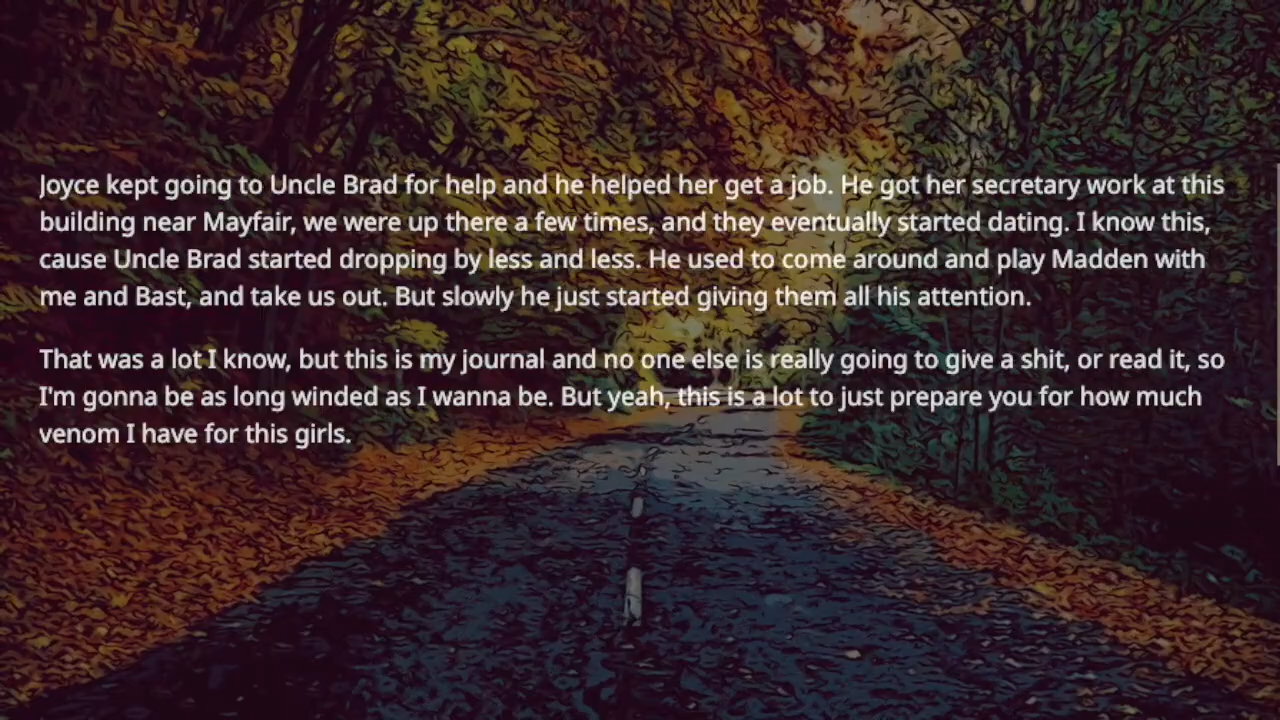 Joyce kept going to Uncle Brad for help and he helped her get a job. He got her secretary work at this
building near Mayfair, we were up there a few times, and they eventually started dating. I know this,
cause Uncle Brad started dropping by less and less. He used to come around and play Madden with
me and Bast, and take us out. But slowly he just started giving them all his attention.
That was a lot I know, but this is my journal and no one else is really going to give a shit, or read it, so
I'm gonna be as long winded as I wanna be. But yeah, this is a lot to just prepare you for how much
venom I have for this girls.